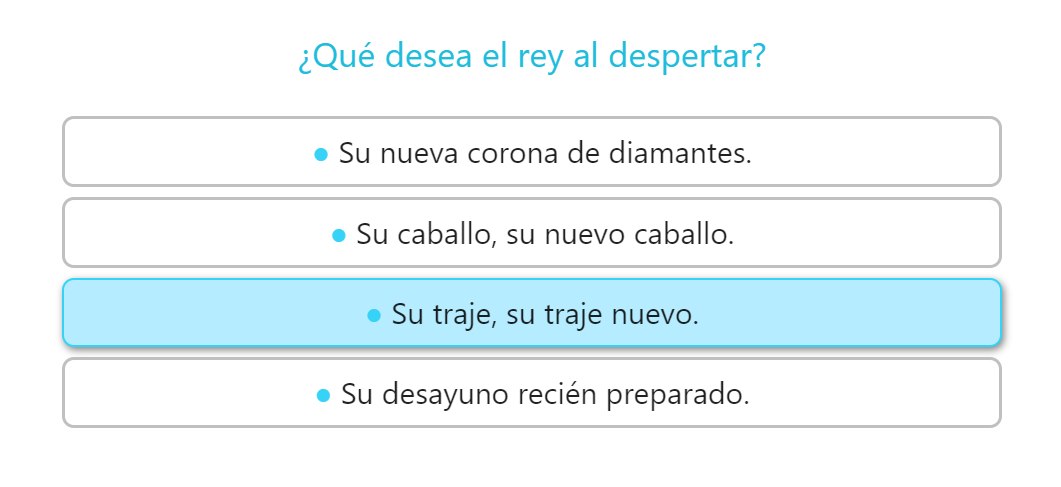 ¿Qué desea el rey al despertar?
● Su nueva corona de diamantes.
● Su caballo, su nuevo caballo.
● Su traje, su traje nuevo.
● Su desayuno recién preparado.